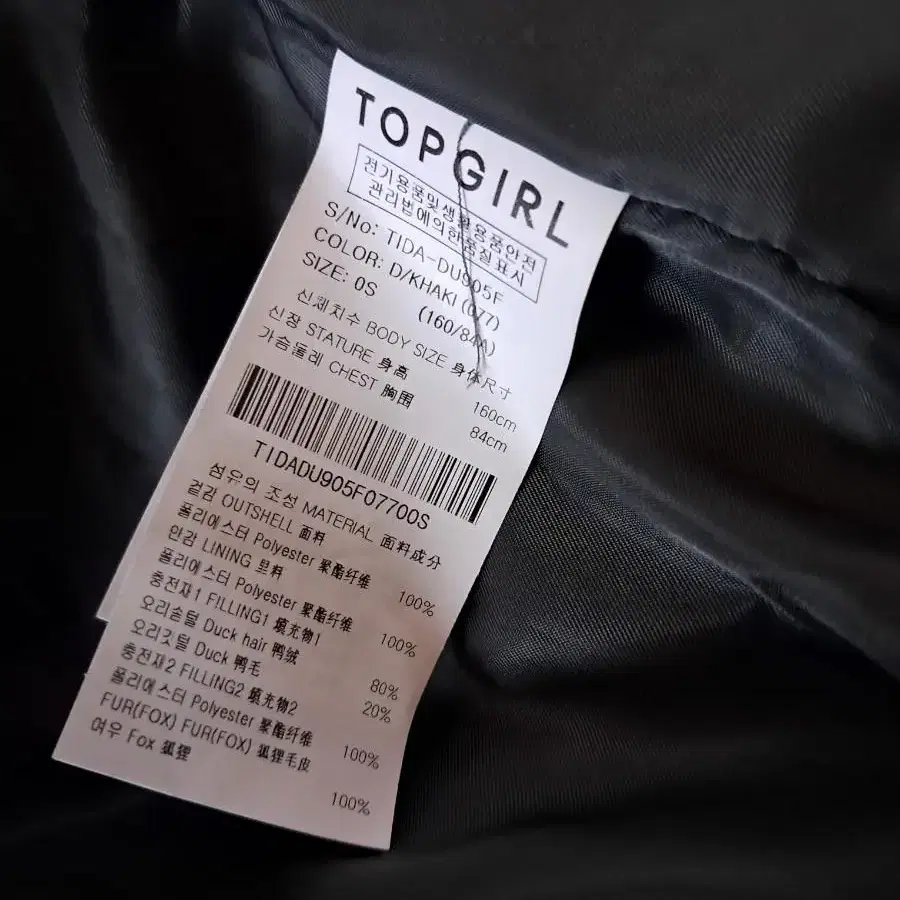 TOPGIRL
전기용품및생활용품안전
관리법에의한품질표시
S/No: TIDA-DU905F
COLOR: D/KHAKI (077)
SIZE: 0S (160/84A)
신체치수 BODY SIZE 身体尺寸
신장 STATURE 身高 160cm
가슴둘레 CHEST 胸围 84cm
TIDADU905F07700S
섬유의 조성 MATERIAL 面料成分
겉감 OUTSHELL 面料
폴리에스터 Polyester 聚酯纤维 100%
안감 LINING 里料
폴리에스터 Polyester 聚酯纤维 100%
충전재1 FILLING1 填充物1
오리솜털 Duck hair 鸭绒 80%
오리깃털 Duck 鸭毛 20%
충전재2 FILLING2 填充物2
폴리에스터 Polyester 聚酯纤维 100%
FUR(FOX) FUR(FOX) 狐狸毛皮
여우 Fox 狐狸 100%